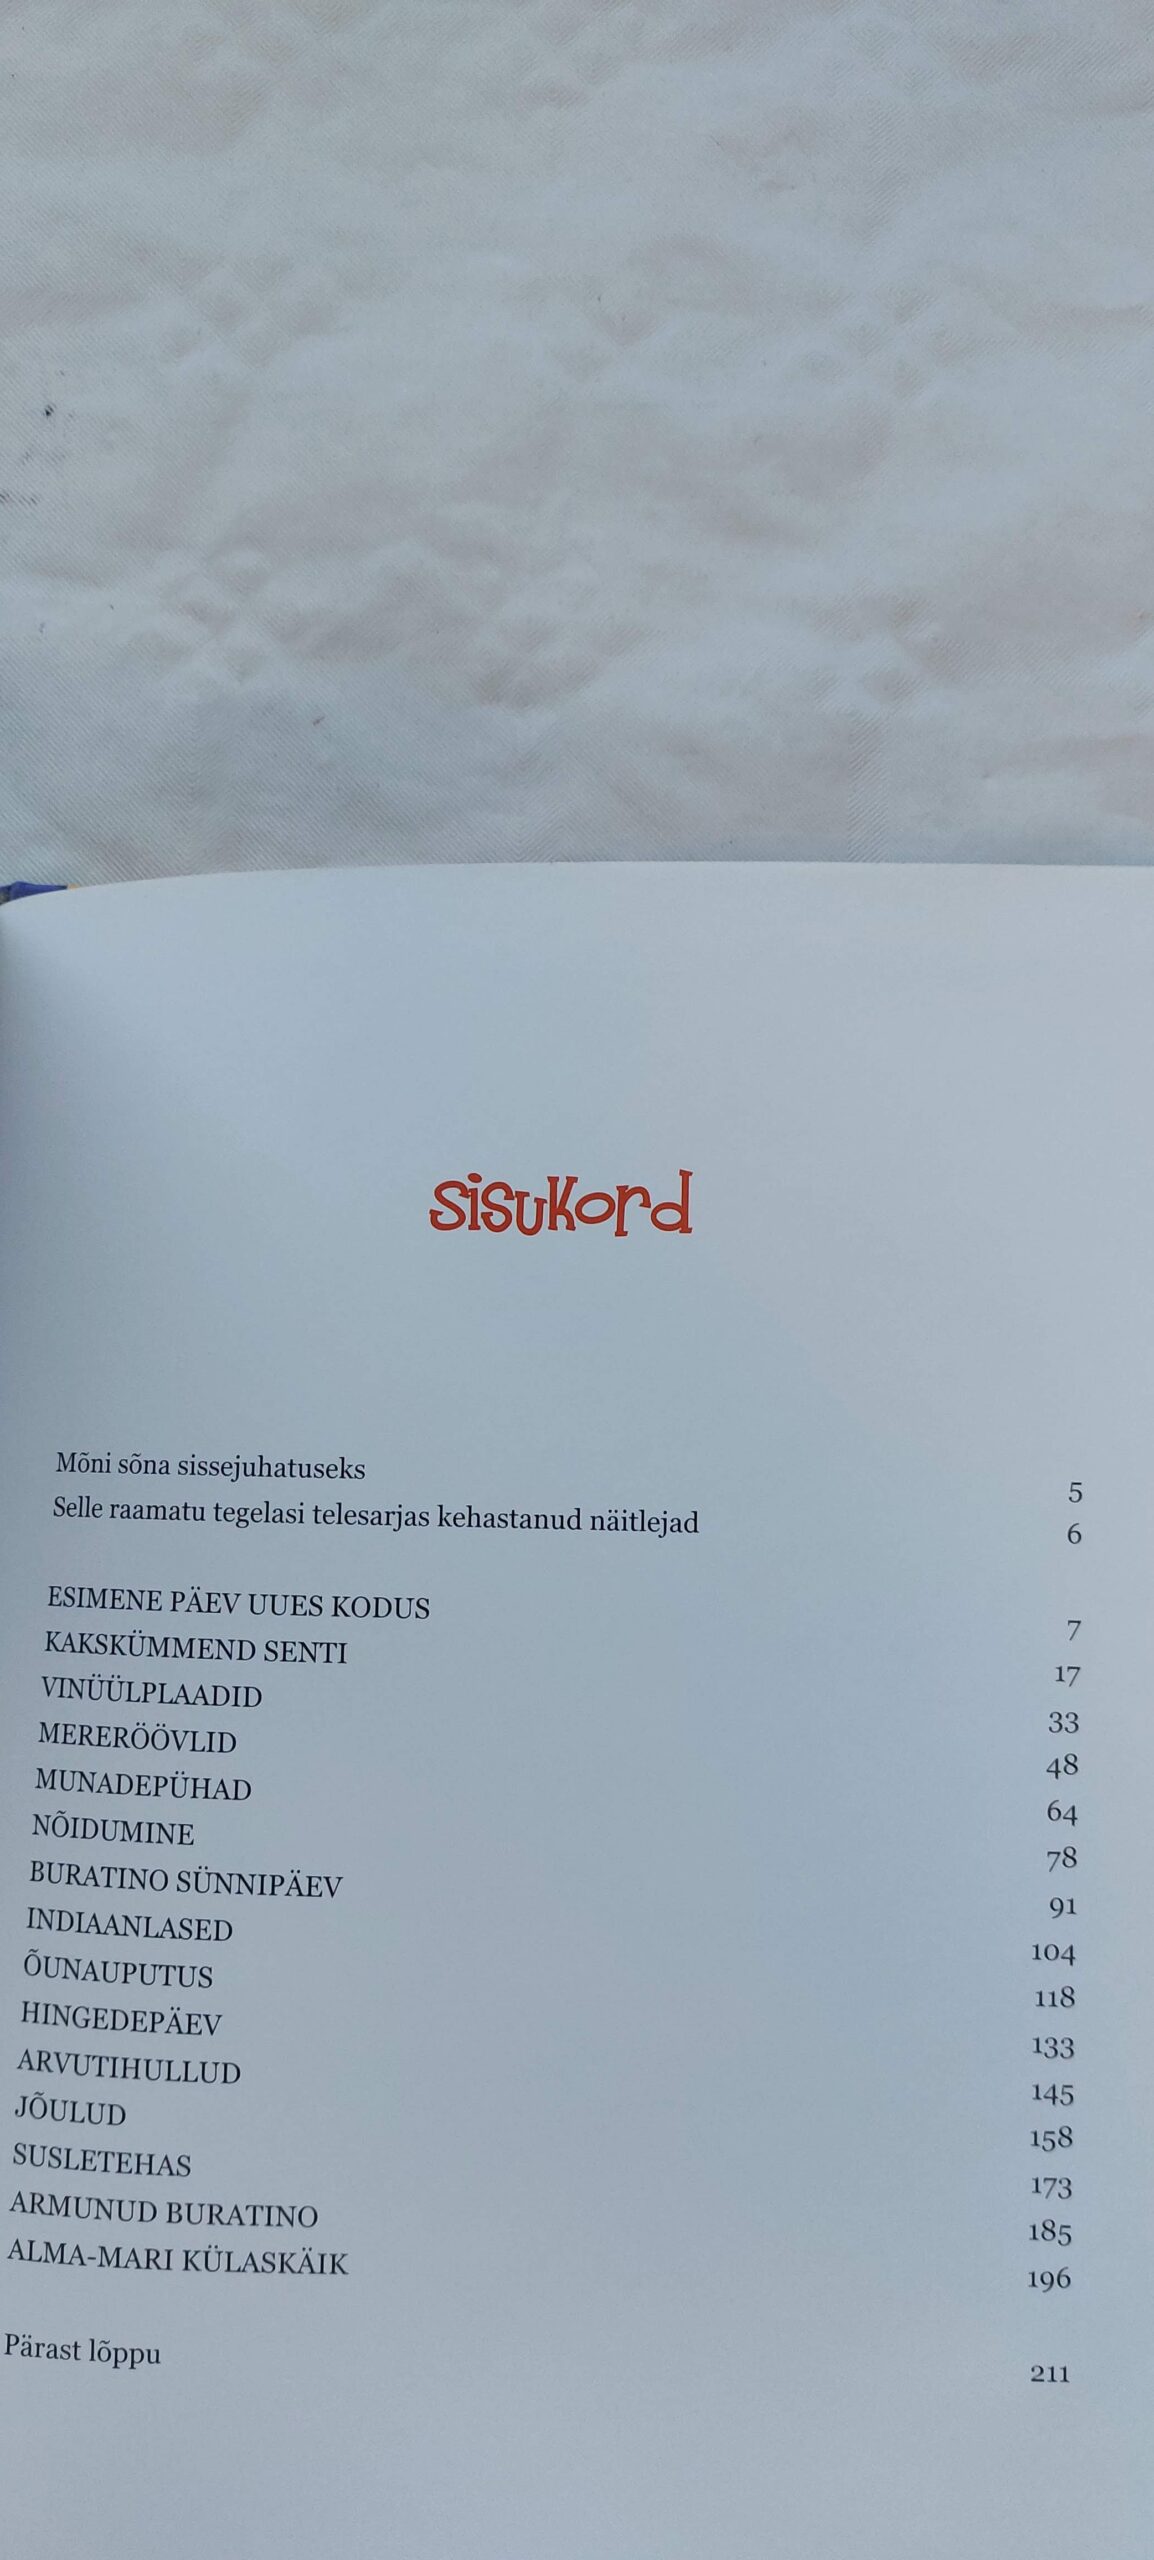 sisukord
Mõni sõna sissejuhatuseks 5
Selle raamatu tegelasi telesarjas kehastanud näitlejad 6
ESIMENE PÄEV UUES KODUS 7
KAKSKÜMMEND SENTI 17
VINÜÜLPLAADID 33
MERERÖÖVLID 48
MUNADEPÜHAD 64
NÕIDUMINE 78
BURATINO SÜNNIPÄEV 91
INDIAANLASED 104
ÕUNAUPUTUS 118
HINGEDEPÄEV 133
ARVUTIHULLUD 145
JÕULUD 158
SUSLETEHAS 173
ARMUNUD BURATINO 185
ALMA-MARI KÜLASKÄIK 196
Pärast lõppu 211